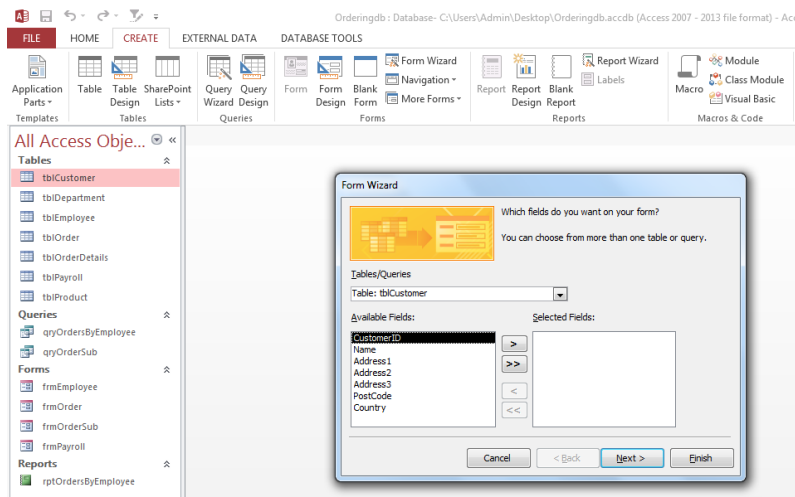 Orderingdb : Database- C:\Users\Admin\Desktop\Orderingdb.accdb (Access 2007 - 2013 file format) - Acc
FILE HOME CREATE EXTERNAL DATA DATABASE TOOLS
Application Parts
Table
Table Design
SharePoint Lists
Query Wizard
Query Design
Form
Form Design
Blank Form
Form Wizard
Navigation
More Forms
Report
Report Design
Blank Report
Report Wizard
Labels
Macro
Module
Class Module
Visual Basic
Templates Tables Queries Forms Reports Macros & Code
All Access Obje...
Tables
tblCustomer
tblDepartment
tblEmployee
tblOrder
tblOrderDetails
tblPayroll
tblProduct
Queries
qryOrdersByEmployee
qryOrderSub
Forms
frmEmployee
frmOrder
frmOrderSub
frmPayroll
Reports
rptOrdersByEmployee
Form Wizard
Which fields do you want on your form?
You can choose from more than one table or query.
Tables/Queries
Table: tblCustomer
Available Fields: Selected Fields:
CustomerID
Name
Address1
Address2
Address3
PostCode
Country
>
>>
<
<<
Cancel < Back Next > Finish